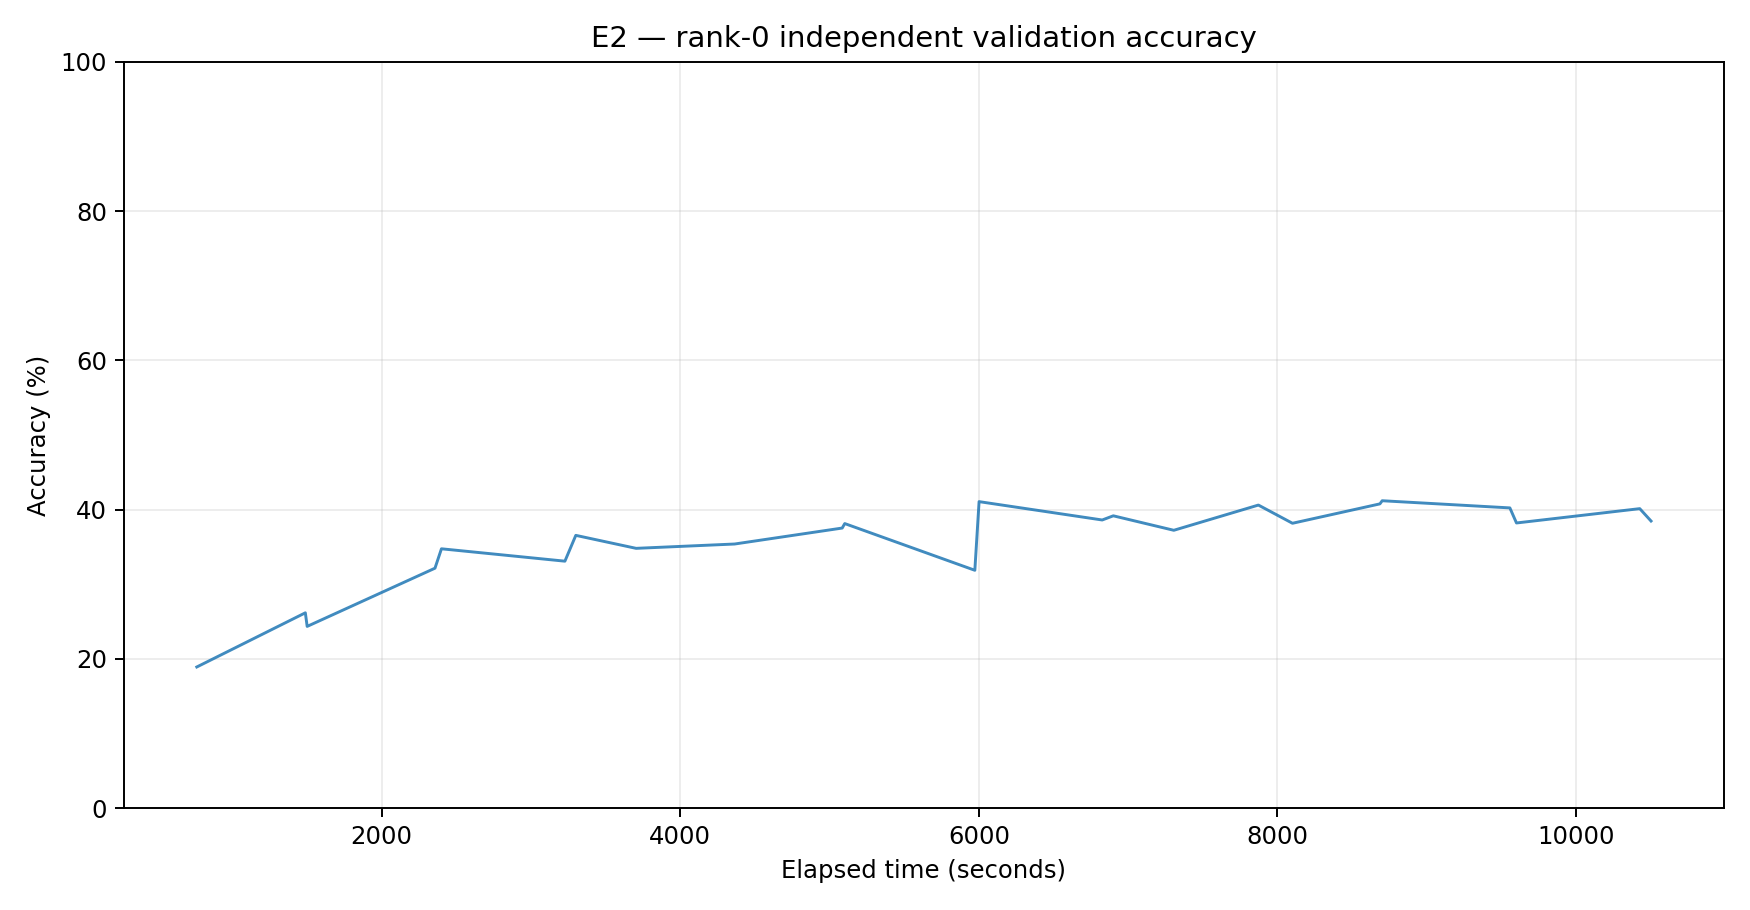 E2 — rank-0 independent validation accuracy
100
80
60
40
20
0
Accuracy (%)
2000 4000 6000 8000 10000
Elapsed time (seconds)